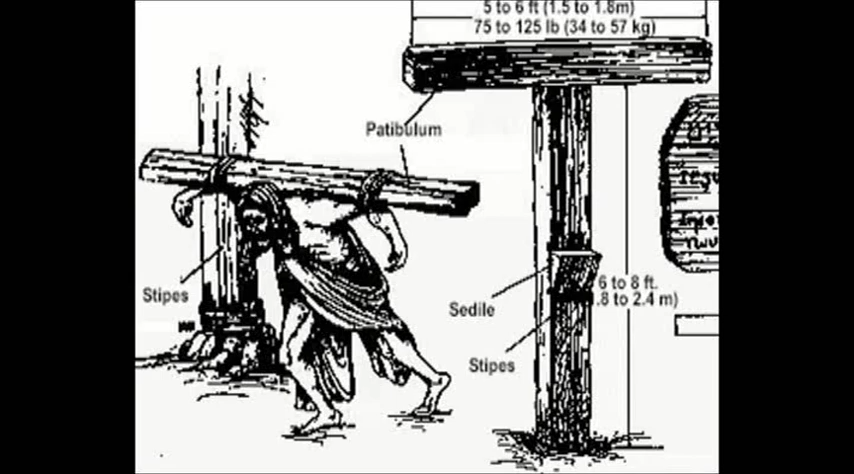 5 to 6 ft (1.5 to 1.8m)
75 to 125 lb (34 to 57 kg)
Patibulum
Stipes
Sedile
6 to 8 ft.
.8 to 2.4 m)
Stipes